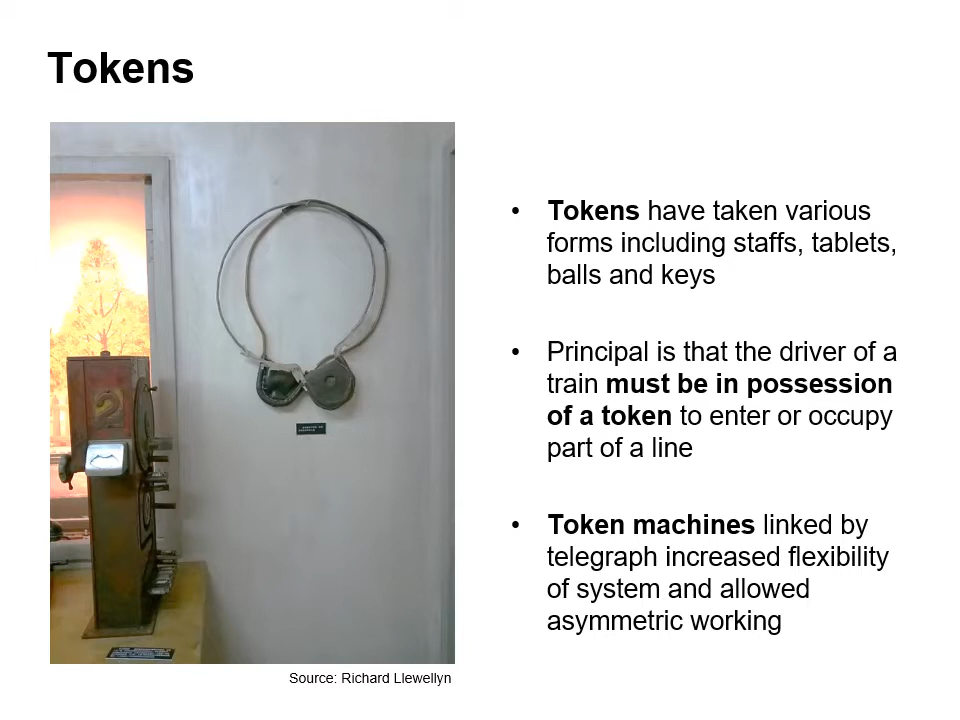 Tokens
• Tokens have taken various
forms including staffs, tablets,
balls and keys
• Principal is that the driver of a
train must be in possession
of a token to enter or occupy
part of a line
• Token machines linked by
telegraph increased flexibility
of system and allowed
asymmetric working
2
Source: Richard Llewellyn